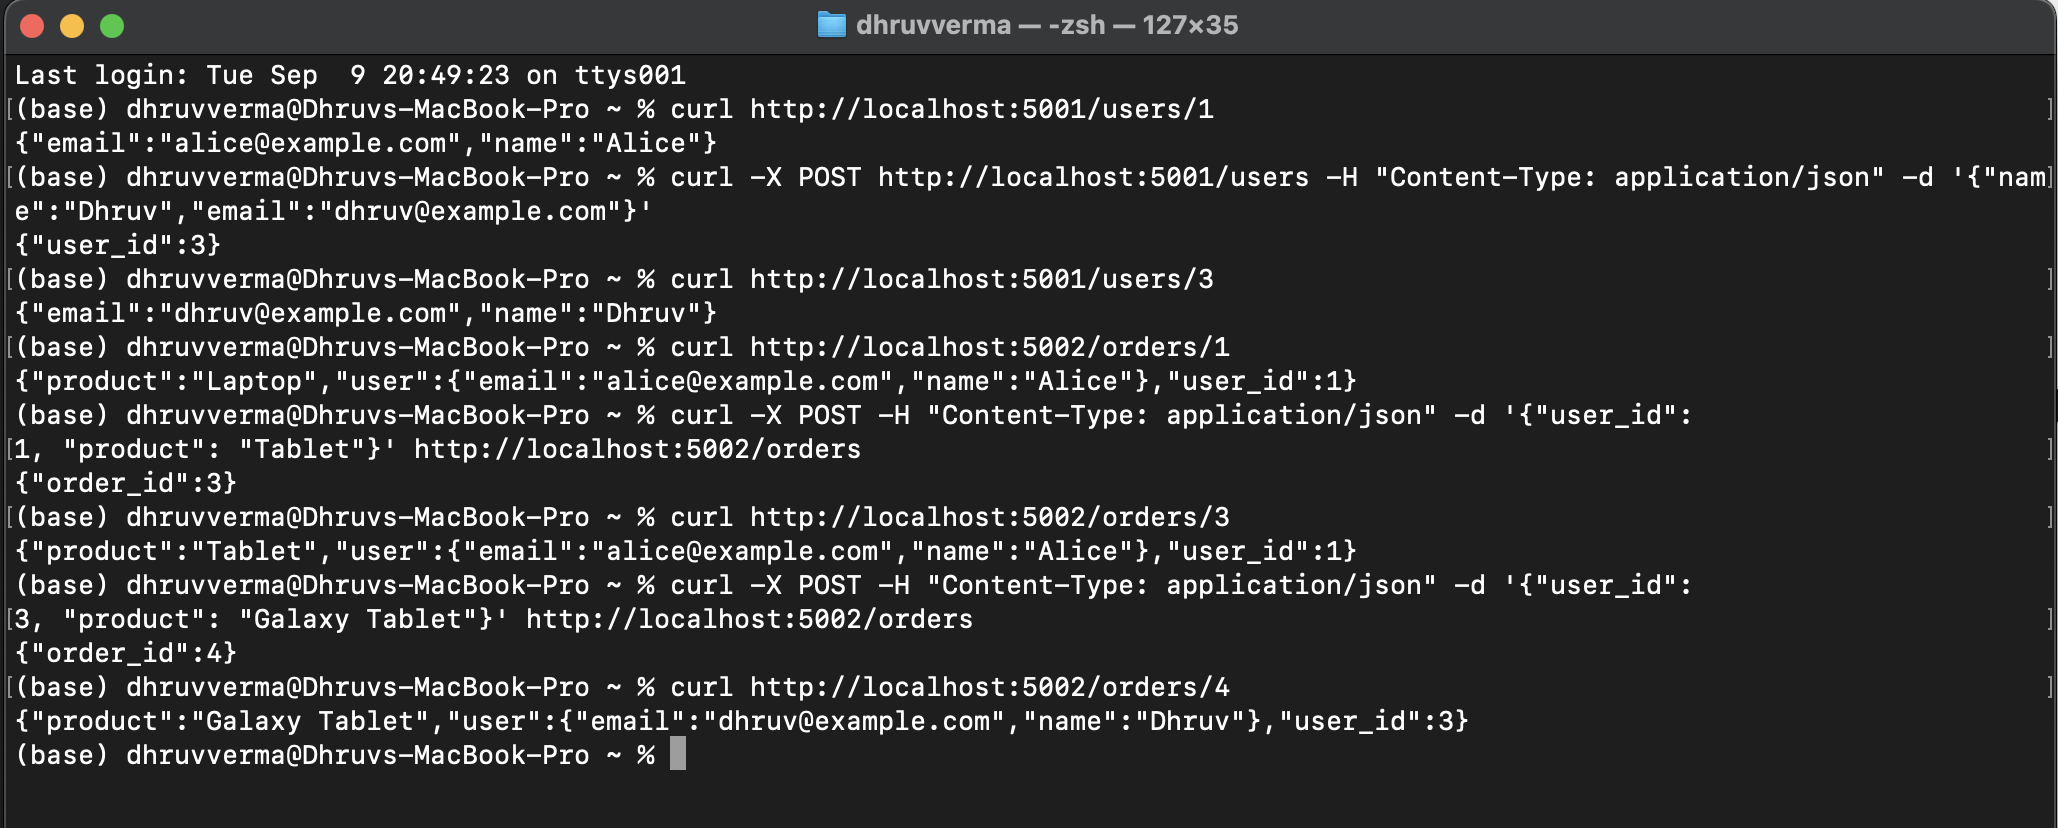 dhruvverma — -zsh — 127×35
Last login: Tue Sep  9 20:49:23 on ttys001
[(base) dhruvverma@Dhruvs-MacBook-Pro ~ % curl http://localhost:5001/users/1 ]
{"email":"alice@example.com","name":"Alice"}
[(base) dhruvverma@Dhruvs-MacBook-Pro ~ % curl -X POST http://localhost:5001/users -H "Content-Type: application/json" -d '{"nam]
e":"Dhruv","email":"dhruv@example.com"}'
{"user_id":3}
[(base) dhruvverma@Dhruvs-MacBook-Pro ~ % curl http://localhost:5001/users/3 ]
{"email":"dhruv@example.com","name":"Dhruv"}
[(base) dhruvverma@Dhruvs-MacBook-Pro ~ % curl http://localhost:5002/orders/1 ]
{"product":"Laptop","user":{"email":"alice@example.com","name":"Alice"},"user_id":1}
(base) dhruvverma@Dhruvs-MacBook-Pro ~ % curl -X POST -H "Content-Type: application/json" -d '{"user_id":
[1, "product": "Tablet"}' http://localhost:5002/orders ]
{"order_id":3}
[(base) dhruvverma@Dhruvs-MacBook-Pro ~ % curl http://localhost:5002/orders/3 ]
{"product":"Tablet","user":{"email":"alice@example.com","name":"Alice"},"user_id":1}
(base) dhruvverma@Dhruvs-MacBook-Pro ~ % curl -X POST -H "Content-Type: application/json" -d '{"user_id":
[3, "product": "Galaxy Tablet"}' http://localhost:5002/orders ]
{"order_id":4}
[(base) dhruvverma@Dhruvs-MacBook-Pro ~ % curl http://localhost:5002/orders/4 ]
{"product":"Galaxy Tablet","user":{"email":"dhruv@example.com","name":"Dhruv"},"user_id":3}
(base) dhruvverma@Dhruvs-MacBook-Pro ~ %